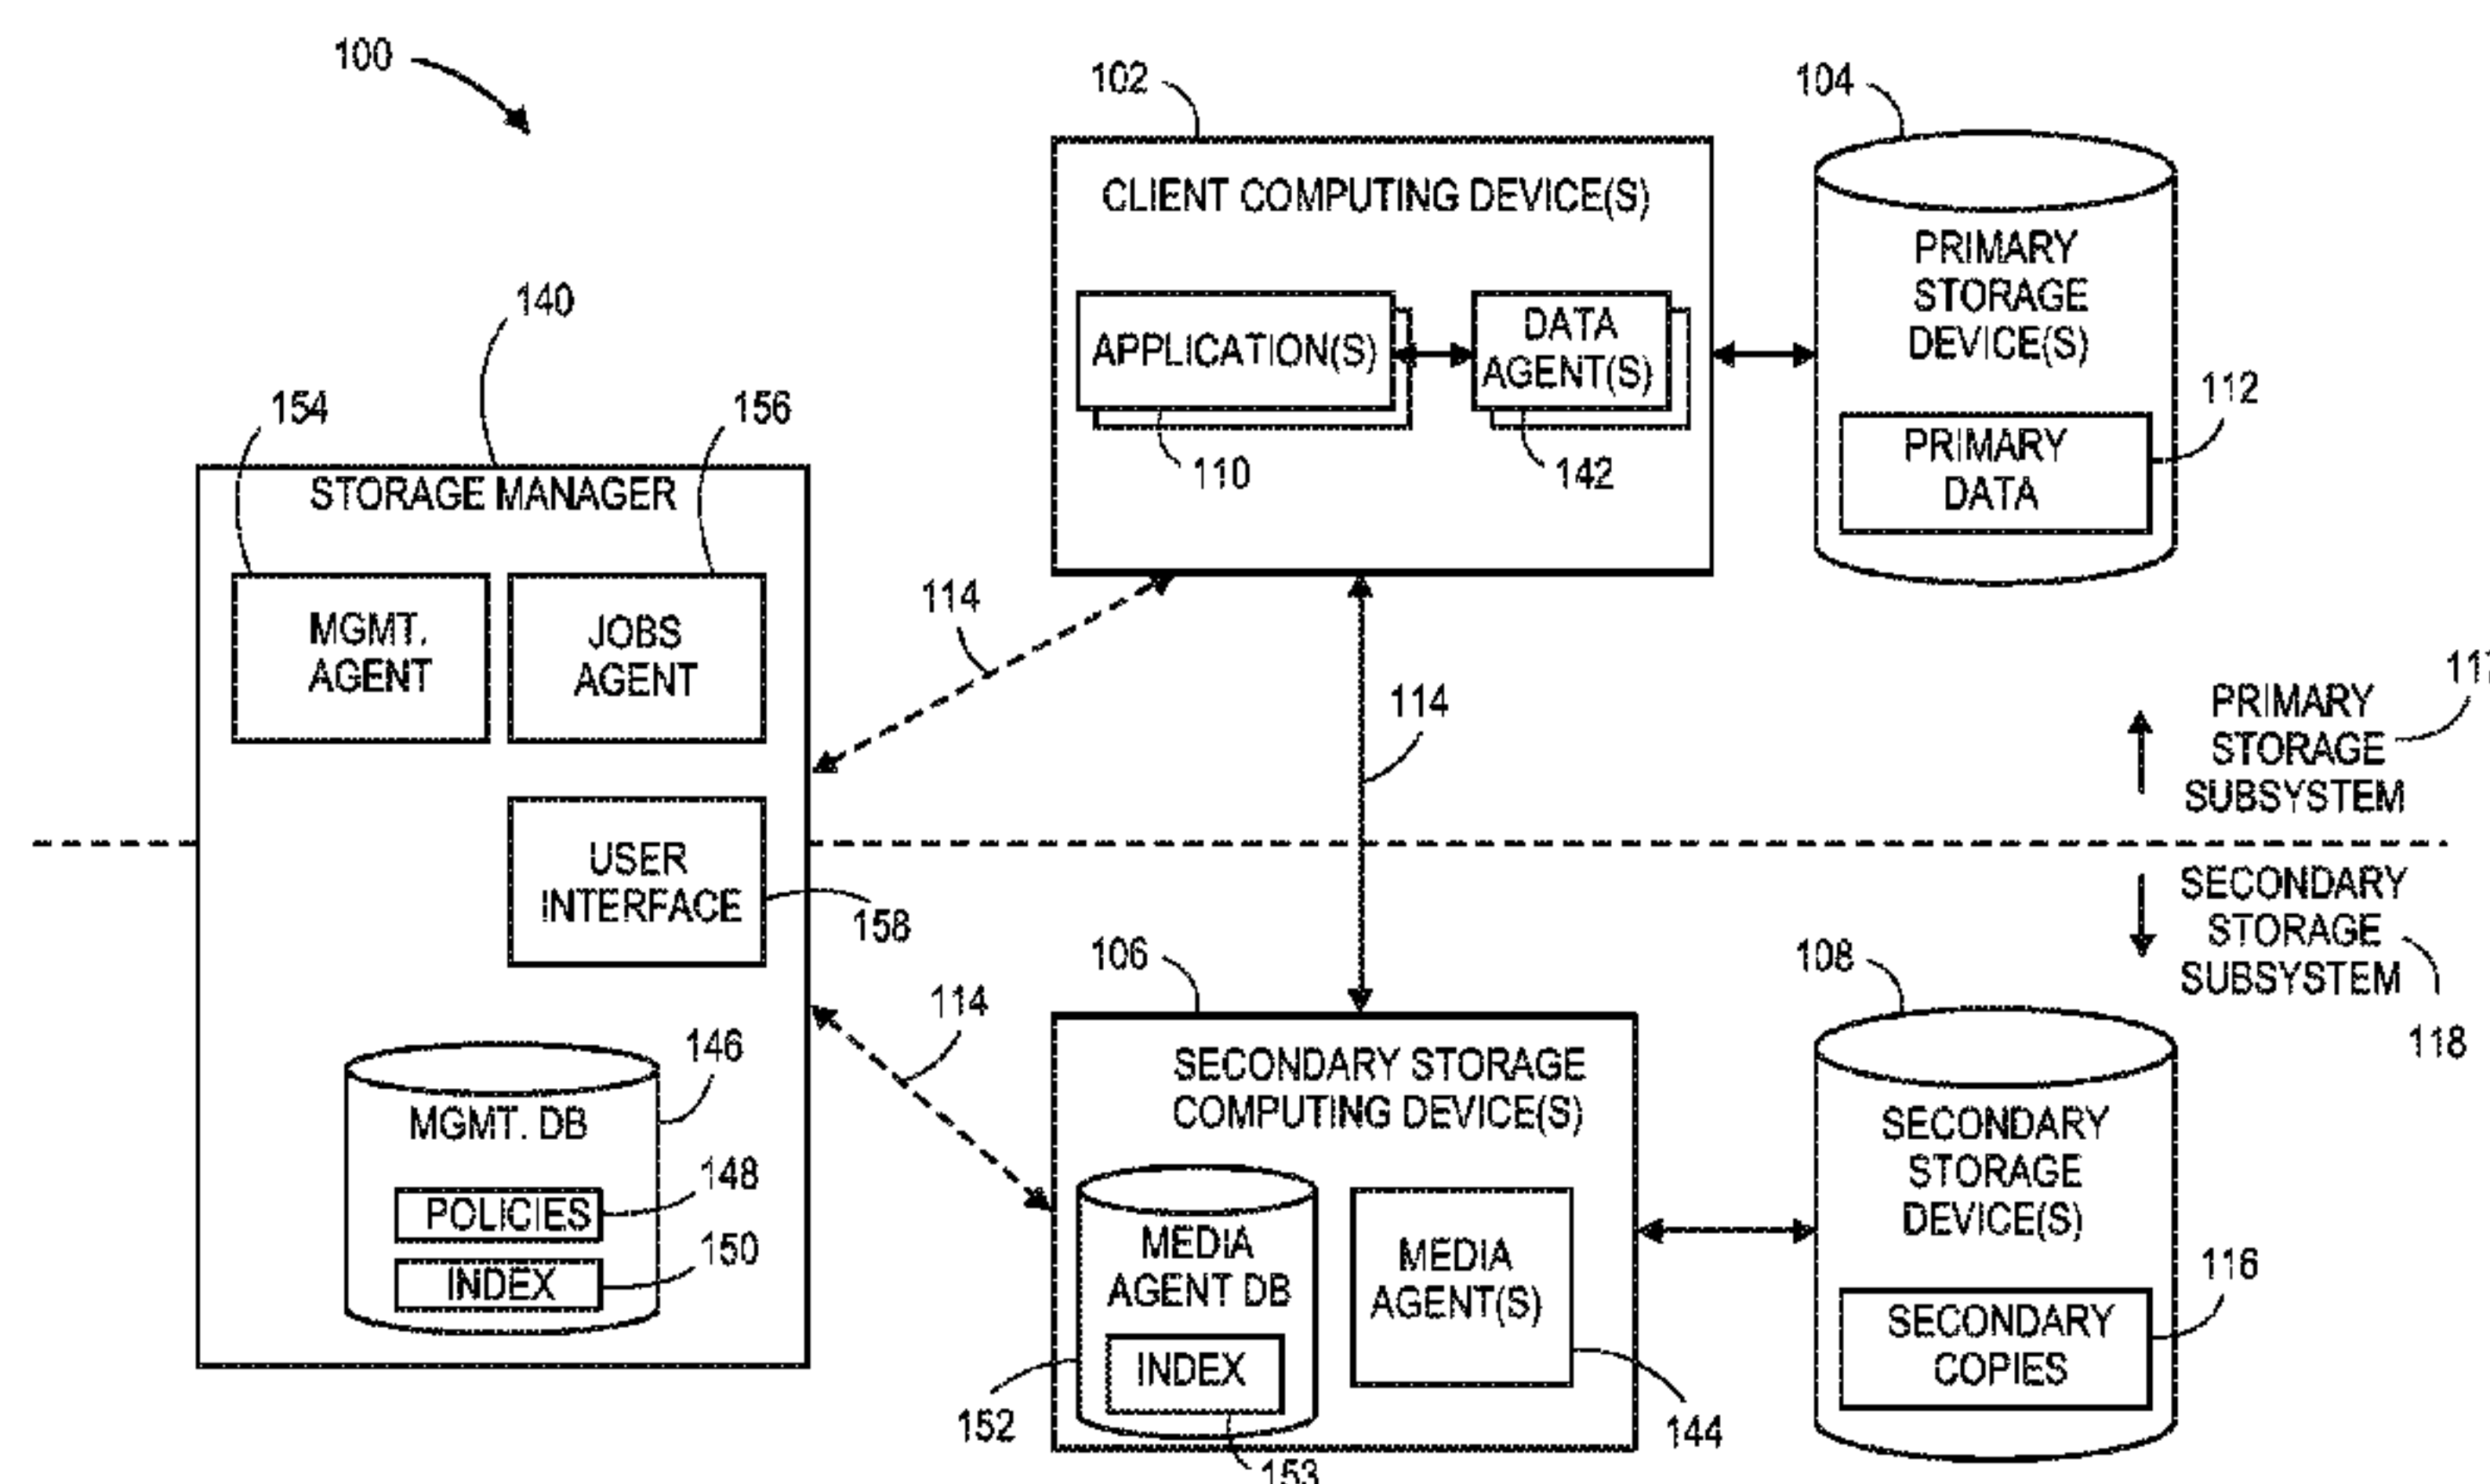 100
102
104
CLIENT COMPUTING DEVICE(S)
PRIMARY
STORAGE
DEVICE(S)
APPLICATION(S)
DATA
AGENT(S)
110
142
112
PRIMARY
DATA
140
154
156
STORAGE MANAGER
MGMT.
AGENT
JOBS
AGENT
114
114
PRIMARY
STORAGE
SUBSYSTEM
USER
INTERFACE
158
SECONDARY
STORAGE
SUBSYSTEM
118
114
106
108
146
MGMT. DB
POLICIES
148
INDEX
150
SECONDARY STORAGE
COMPUTING DEVICE(S)
MEDIA
AGENT DB
INDEX
MEDIA
AGENT(S)
152
153
144
SECONDARY
STORAGE
DEVICE(S)
116
SECONDARY
COPIES